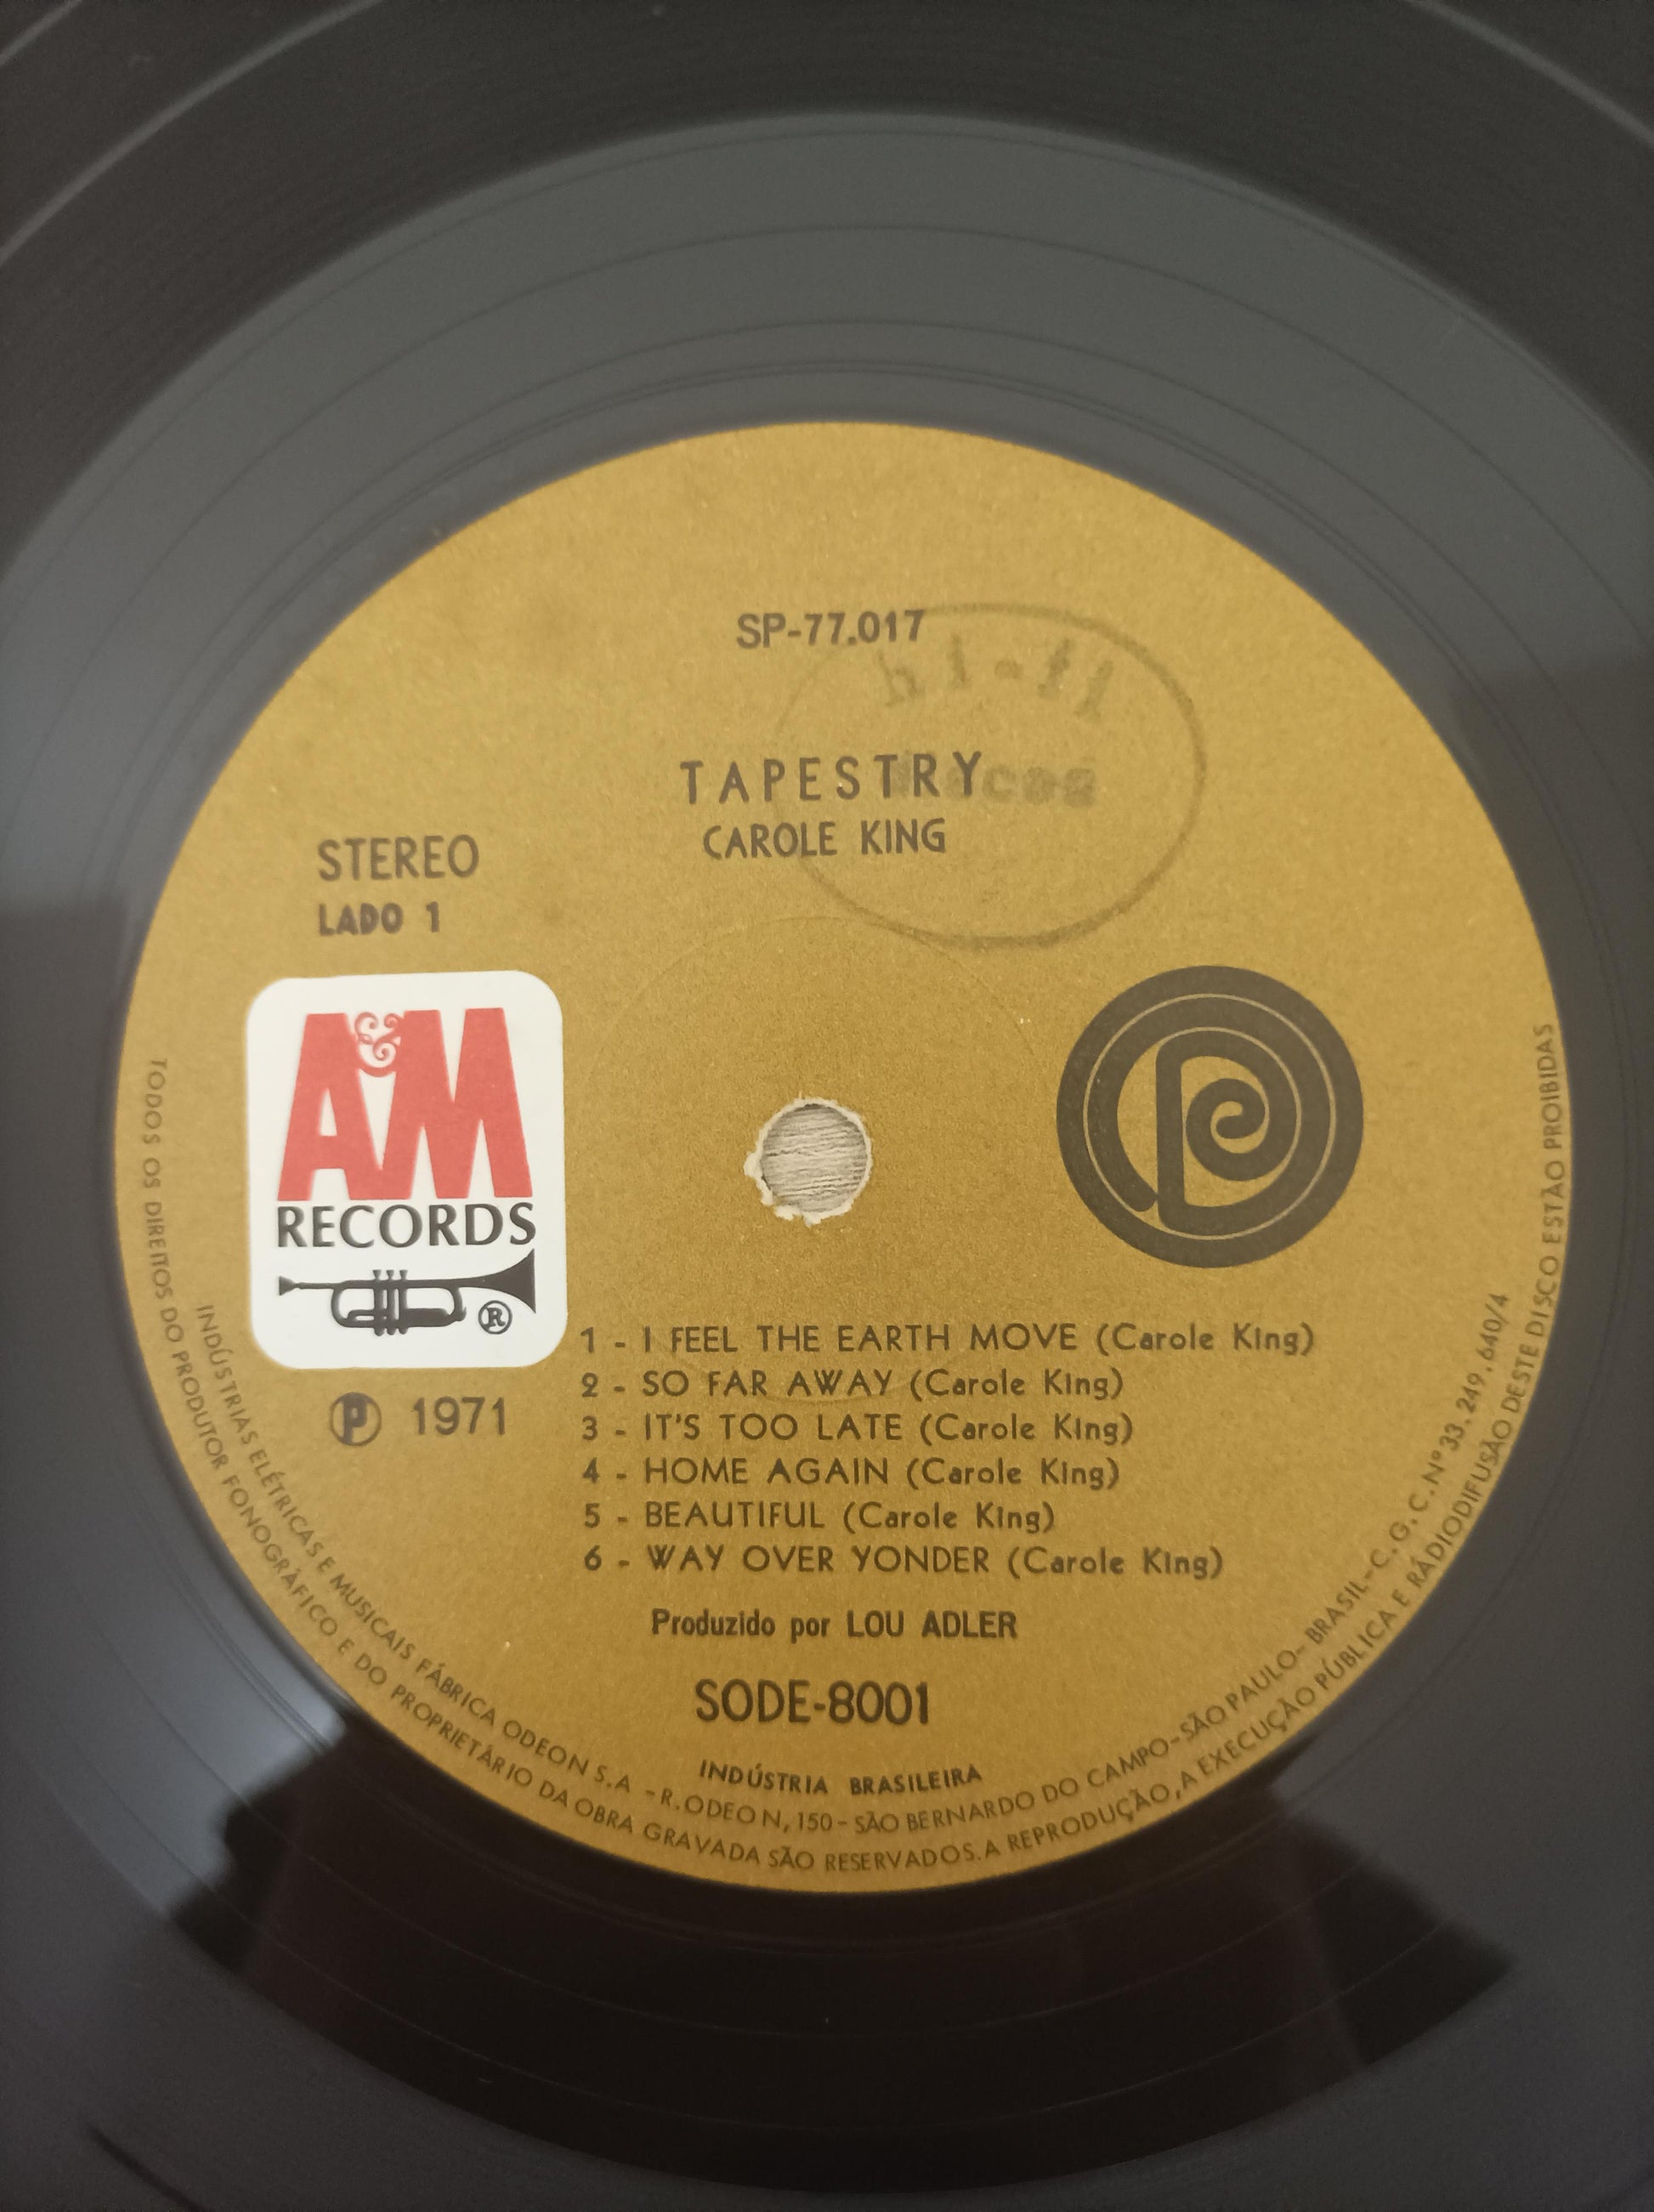 SP-77.017
hi-fi
TAPESTRY
CAROLE KING
STEREO
LADO 1
A&M
RECORDS
®
℗ 1971
1 - I FEEL THE EARTH MOVE (Carole King)
2 - SO FAR AWAY (Carole King)
3 - IT'S TOO LATE (Carole King)
4 - HOME AGAIN (Carole King)
5 - BEAUTIFUL (Carole King)
6 - WAY OVER YONDER (Carole King)
Produzido por LOU ADLER
SODE-8001
INDÚSTRIA BRASILEIRA
INDÚSTRIAS ELÉTRICAS E MUSICAIS FÁBRICA ODEON S.A - R. ODEON, 150 - SÃO BERNARDO DO CAMPO - SÃO PAULO - BRASIL - C.G.C. Nº 33.249.640/4
TODOS OS DIREITOS DO PRODUTOR FONOGRÁFICO E DO PROPRIETÁRIO DA OBRA GRAVADA SÃO RESERVADOS. A REPRODUÇÃO, A EXECUÇÃO PÚBLICA E RÁDIODIFUSÃO DESTE DISCO ESTÃO PROIBIDAS